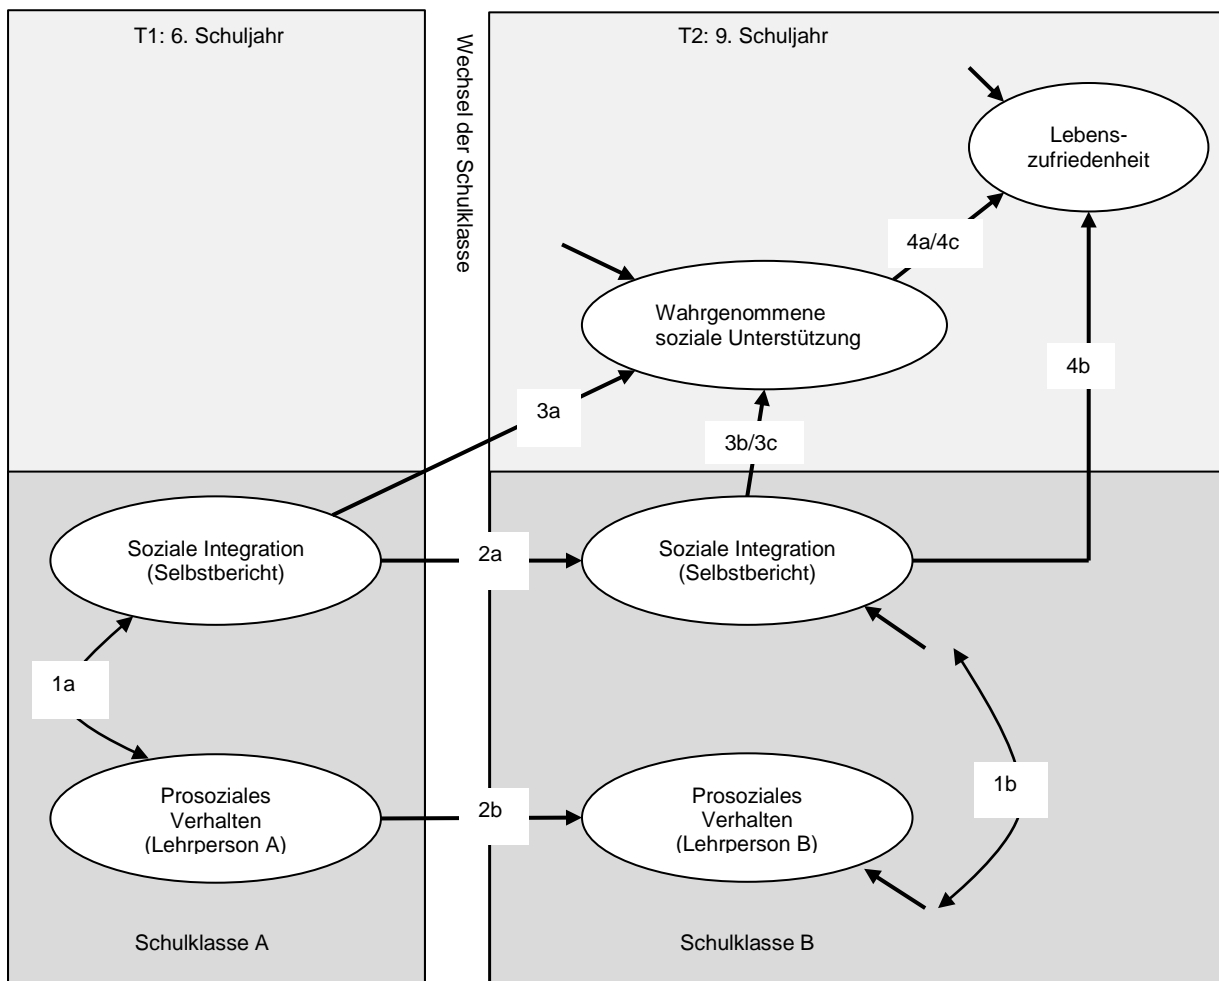 T1: 6. Schuljahr
Wechsel der Schulklasse
T2: 9. Schuljahr
Lebens-
zufriedenheit
4a/4c
Wahrgenommene
soziale Unterstützung
4b
3a
3b/3c
Soziale Integration
(Selbstbericht)
2a
Soziale Integration
(Selbstbericht)
1a
1b
Prosoziales
Verhalten
(Lehrperson A)
2b
Prosoziales
Verhalten
(Lehrperson B)
Schulklasse A
Schulklasse B